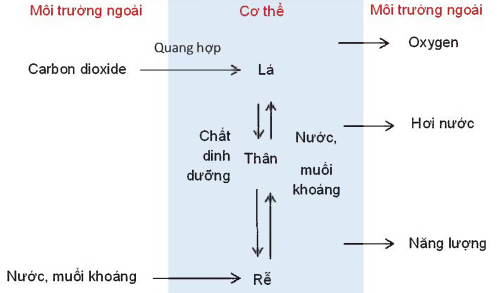 Môi trường ngoài
Cơ thể
Môi trường ngoài
Quang hợp
Oxygen
Carbon dioxide
Lá
Hơi nước
Chất
dinh
dưỡng
Thân
Nước,
muối
khoáng
Năng lượng
Nước, muối khoáng
Rễ